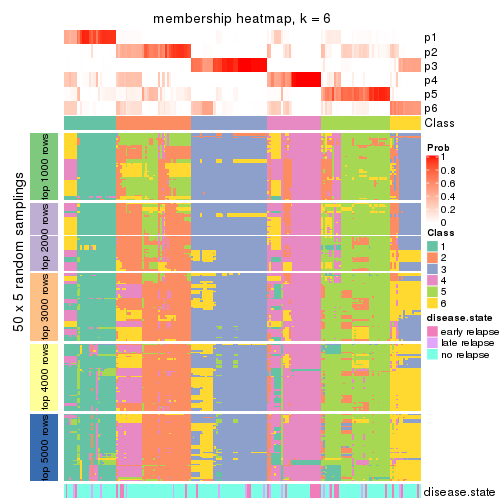 membership heatmap, k = 6
p1
p2
p3
p4
p5
p6
Class
50 x 5 random samplings
top 1000 rows
top 2000 rows
top 3000 rows
top 4000 rows
top 5000 rows
Prob
1
0.8
0.6
0.4
0.2
0
Class
1
2
3
4
5
6
disease.state
early relapse
late relapse
no relapse
disease.state